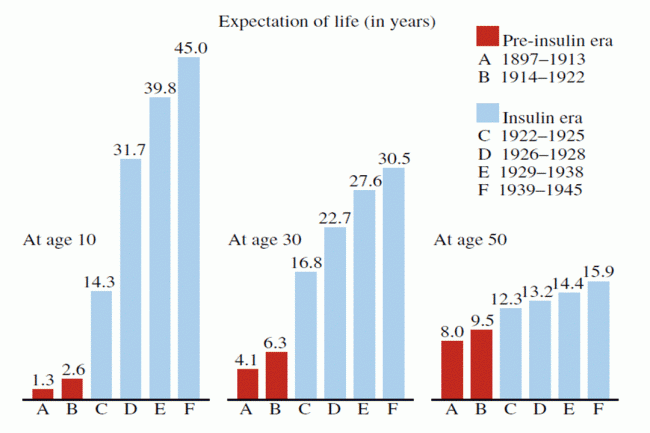 Expectation of life (in years)
Pre-insulin era
A 1897–1913
B 1914–1922
Insulin era
C 1922–1925
D 1926–1928
E 1929–1938
F 1939–1945
At age 10
1.3
2.6
14.3
31.7
39.8
45.0
A B C D E F
At age 30
4.1
6.3
16.8
22.7
27.6
30.5
A B C D E F
At age 50
8.0
9.5
12.3
13.2
14.4
15.9
A B C D E F